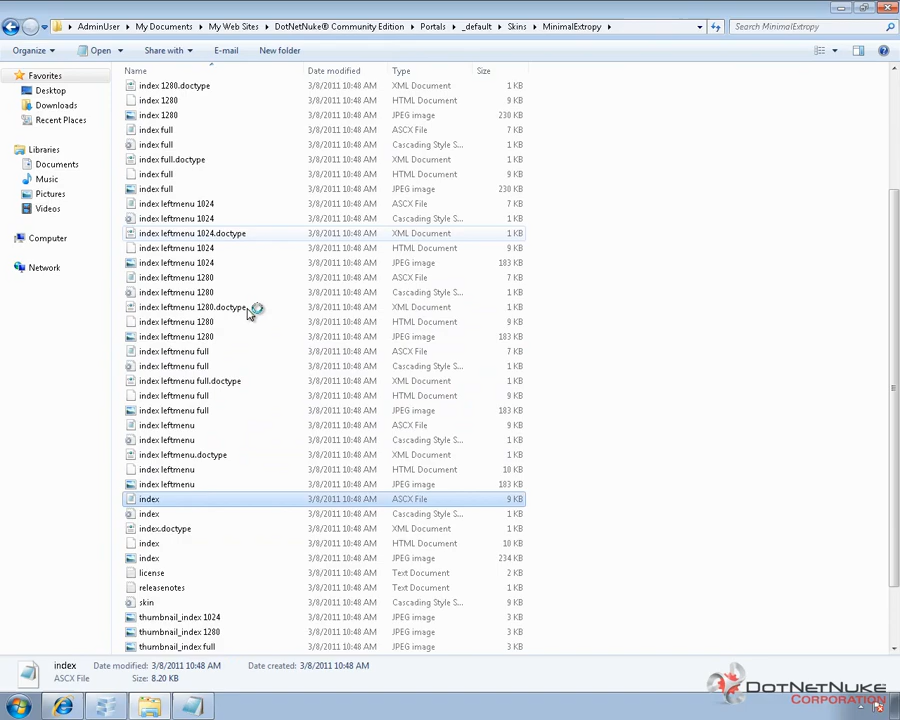 AdminUser ▸ My Documents ▸ My Web Sites ▸ DotNetNuke® Community Edition ▸ Portals ▸ _default ▸ Skins ▸ MinimalExtropy ▸ Search MinimalExtropy
Organize Open Share with E-mail New folder
Name Date modified Type Size
Favorites
Desktop
Downloads
Recent Places
Libraries
Documents
Music
Pictures
Videos
Computer
Network
index 1280.doctype 3/8/2011 10:48 AM XML Document 1 KB
index 1280 3/8/2011 10:48 AM HTML Document 9 KB
index 1280 3/8/2011 10:48 AM JPEG image 230 KB
index full 3/8/2011 10:48 AM ASCX File 7 KB
index full 3/8/2011 10:48 AM Cascading Style S... 1 KB
index full.doctype 3/8/2011 10:48 AM XML Document 1 KB
index full 3/8/2011 10:48 AM HTML Document 9 KB
index full 3/8/2011 10:48 AM JPEG image 230 KB
index leftmenu 1024 3/8/2011 10:48 AM ASCX File 7 KB
index leftmenu 1024 3/8/2011 10:48 AM Cascading Style S... 1 KB
index leftmenu 1024.doctype 3/8/2011 10:48 AM XML Document 1 KB
index leftmenu 1024 3/8/2011 10:48 AM HTML Document 9 KB
index leftmenu 1024 3/8/2011 10:48 AM JPEG image 183 KB
index leftmenu 1280 3/8/2011 10:48 AM ASCX File 7 KB
index leftmenu 1280 3/8/2011 10:48 AM Cascading Style S... 1 KB
index leftmenu 1280.doctype 3/8/2011 10:48 AM XML Document 1 KB
index leftmenu 1280 3/8/2011 10:48 AM HTML Document 9 KB
index leftmenu 1280 3/8/2011 10:48 AM JPEG image 183 KB
index leftmenu full 3/8/2011 10:48 AM ASCX File 7 KB
index leftmenu full 3/8/2011 10:48 AM Cascading Style S... 1 KB
index leftmenu full.doctype 3/8/2011 10:48 AM XML Document 1 KB
index leftmenu full 3/8/2011 10:48 AM HTML Document 9 KB
index leftmenu full 3/8/2011 10:48 AM JPEG image 183 KB
index leftmenu 3/8/2011 10:48 AM ASCX File 9 KB
index leftmenu 3/8/2011 10:48 AM Cascading Style S... 1 KB
index leftmenu.doctype 3/8/2011 10:48 AM XML Document 1 KB
index leftmenu 3/8/2011 10:48 AM HTML Document 10 KB
index leftmenu 3/8/2011 10:48 AM JPEG image 183 KB
index 3/8/2011 10:48 AM ASCX File 9 KB
index 3/8/2011 10:48 AM Cascading Style S... 1 KB
index.doctype 3/8/2011 10:48 AM XML Document 1 KB
index 3/8/2011 10:48 AM HTML Document 10 KB
index 3/8/2011 10:48 AM JPEG image 234 KB
license 3/8/2011 10:48 AM Text Document 2 KB
releasenotes 3/8/2011 10:48 AM Text Document 1 KB
skin 3/8/2011 10:48 AM Cascading Style S... 9 KB
thumbnail_index 1024 3/8/2011 10:48 AM JPEG image 3 KB
thumbnail_index 1280 3/8/2011 10:48 AM JPEG image 3 KB
thumbnail_index full 3/8/2011 10:48 AM JPEG image 3 KB
index Date modified: 3/8/2011 10:48 AM Date created: 3/8/2011 10:48 AM
ASCX File Size: 8.20 KB
DotNetNuke
CORPORATION